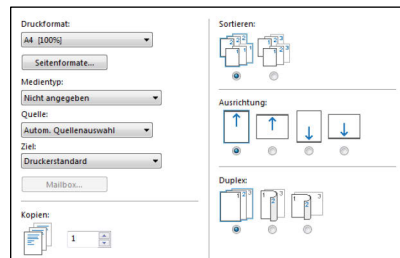 Druckformat:
A4 [100%]
Seitenformate...
Medientyp:
Nicht angegeben
Quelle:
Autom. Quellenauswahl
Ziel:
Druckerstandard
Mailbox...
Kopien:
1
Sortieren:
Ausrichtung:
Duplex: